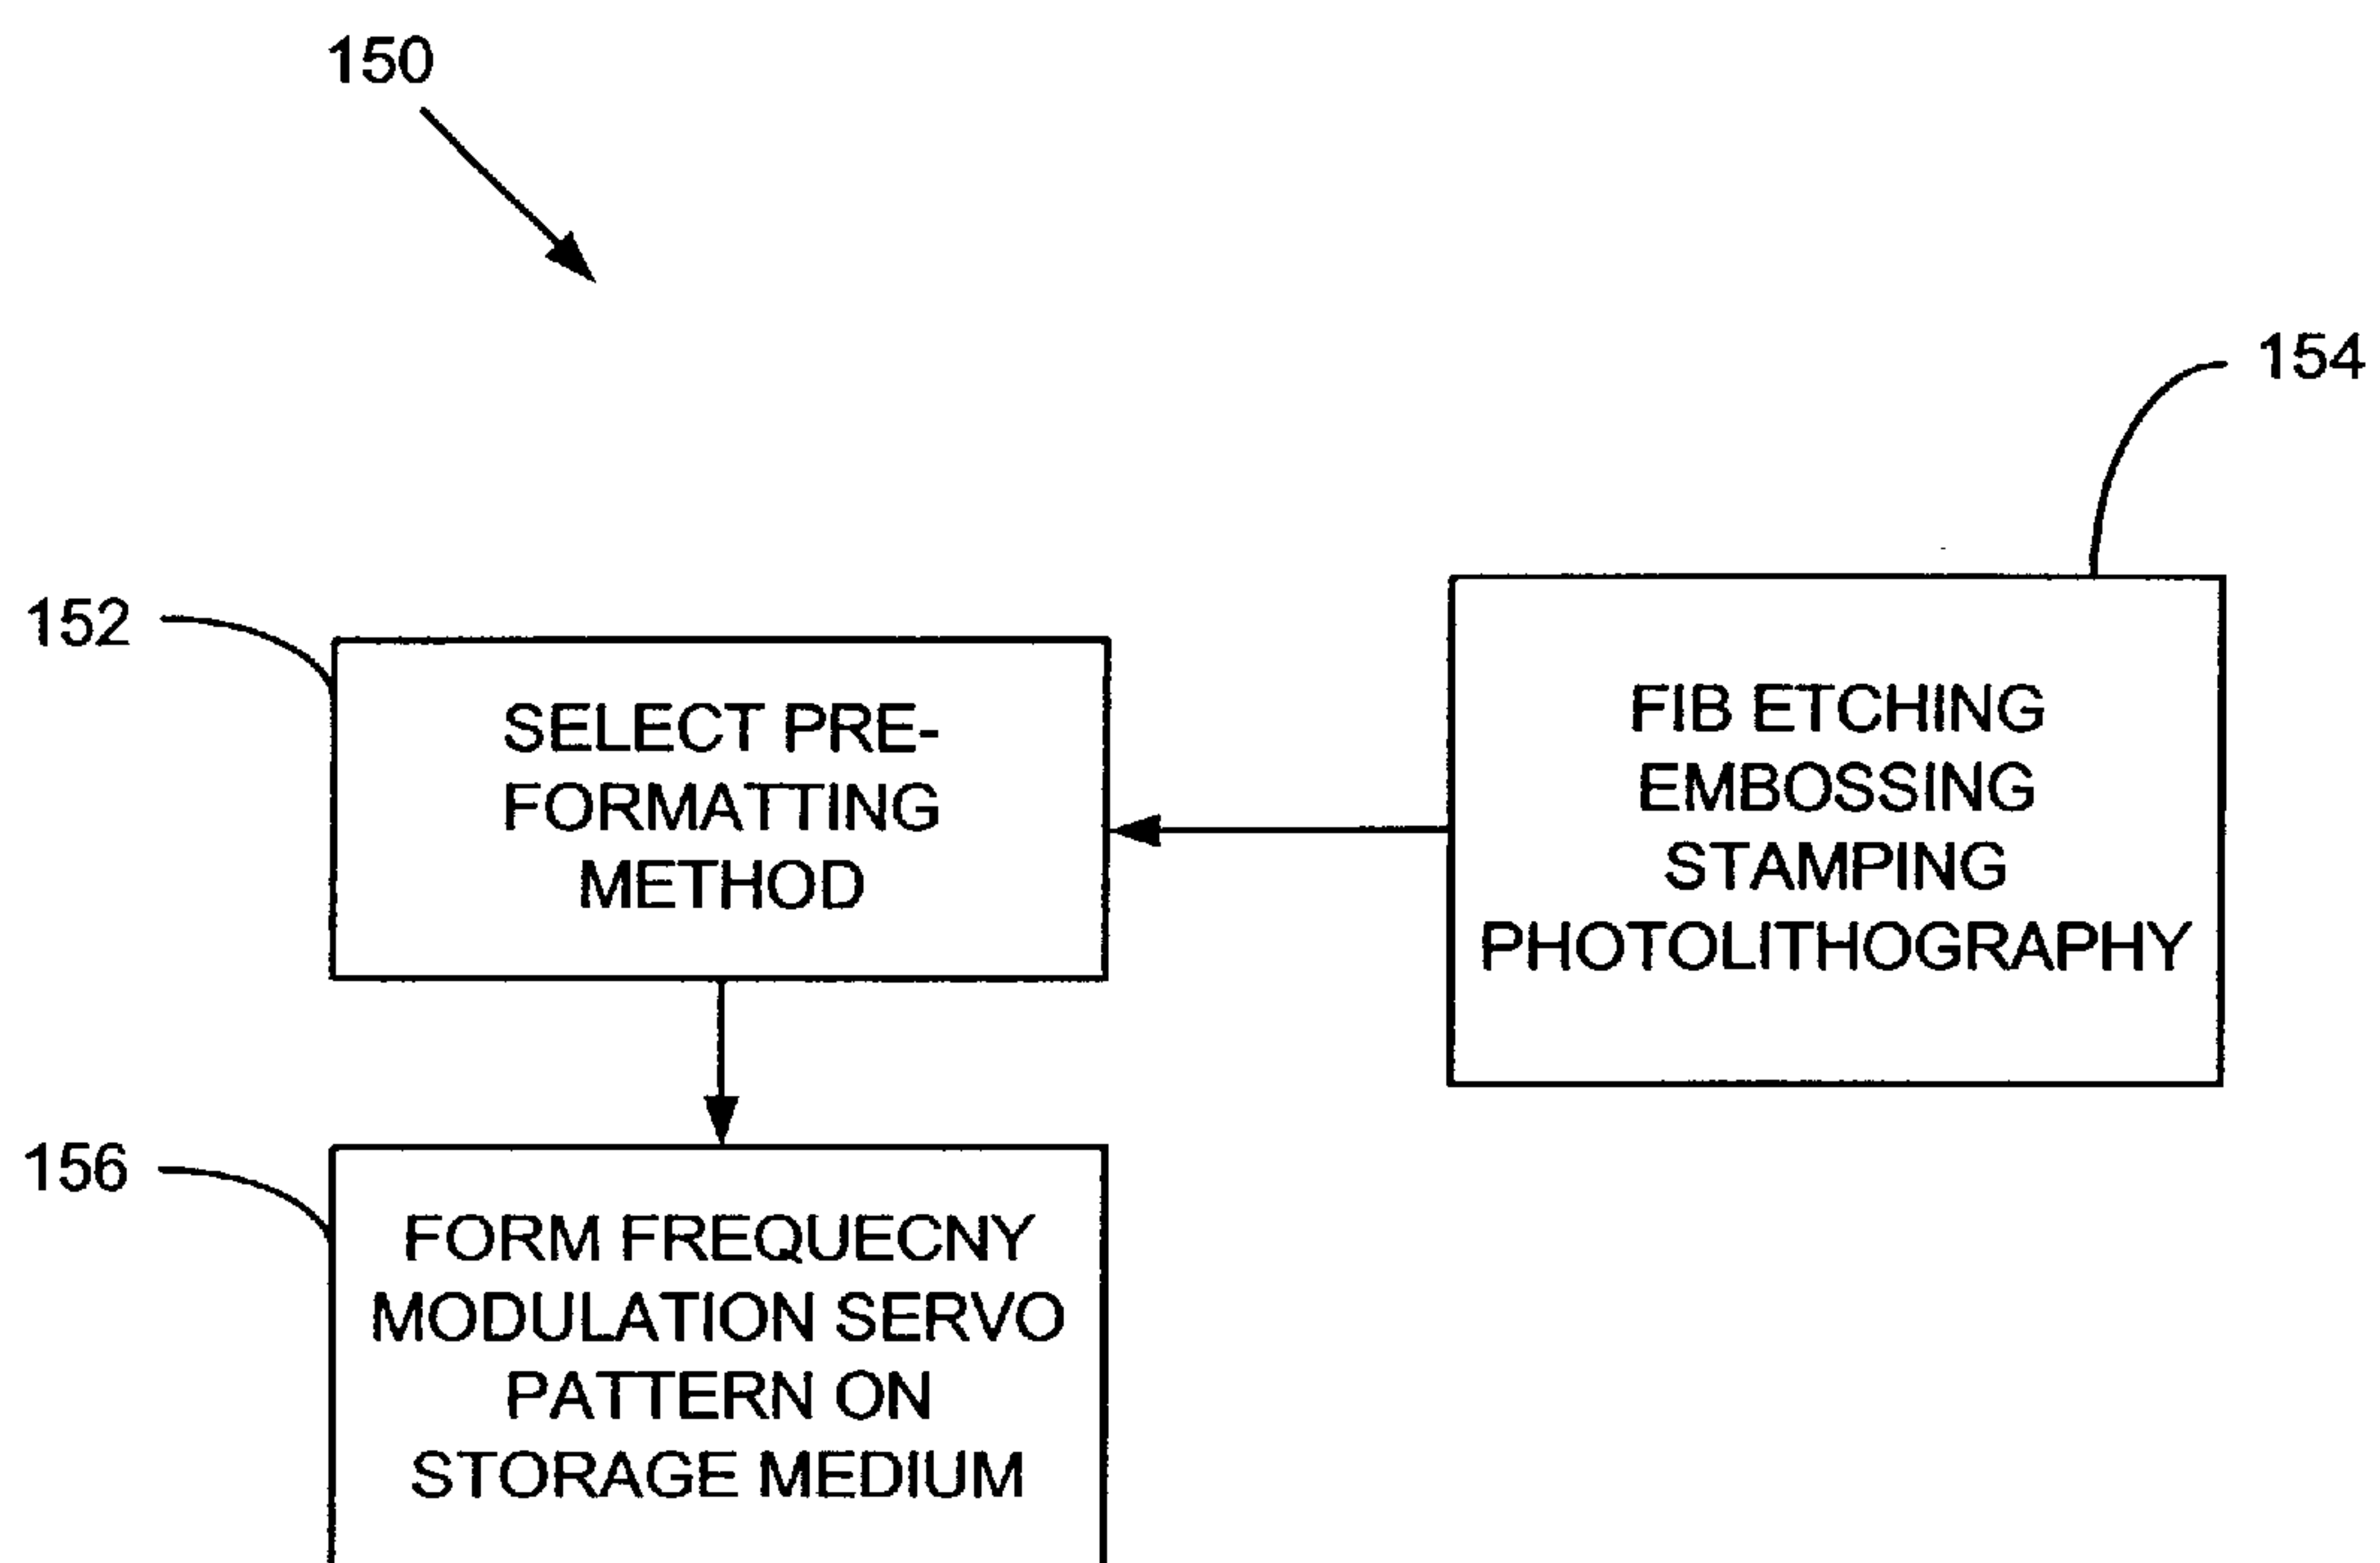 150
154
152
SELECT PRE-
FORMATTING
METHOD
FIB ETCHING
EMBOSSING
STAMPING
PHOTOLITHOGRAPHY
156
FORM FREQUECNY
MODULATION SERVO
PATTERN ON
STORAGE MEDIUM